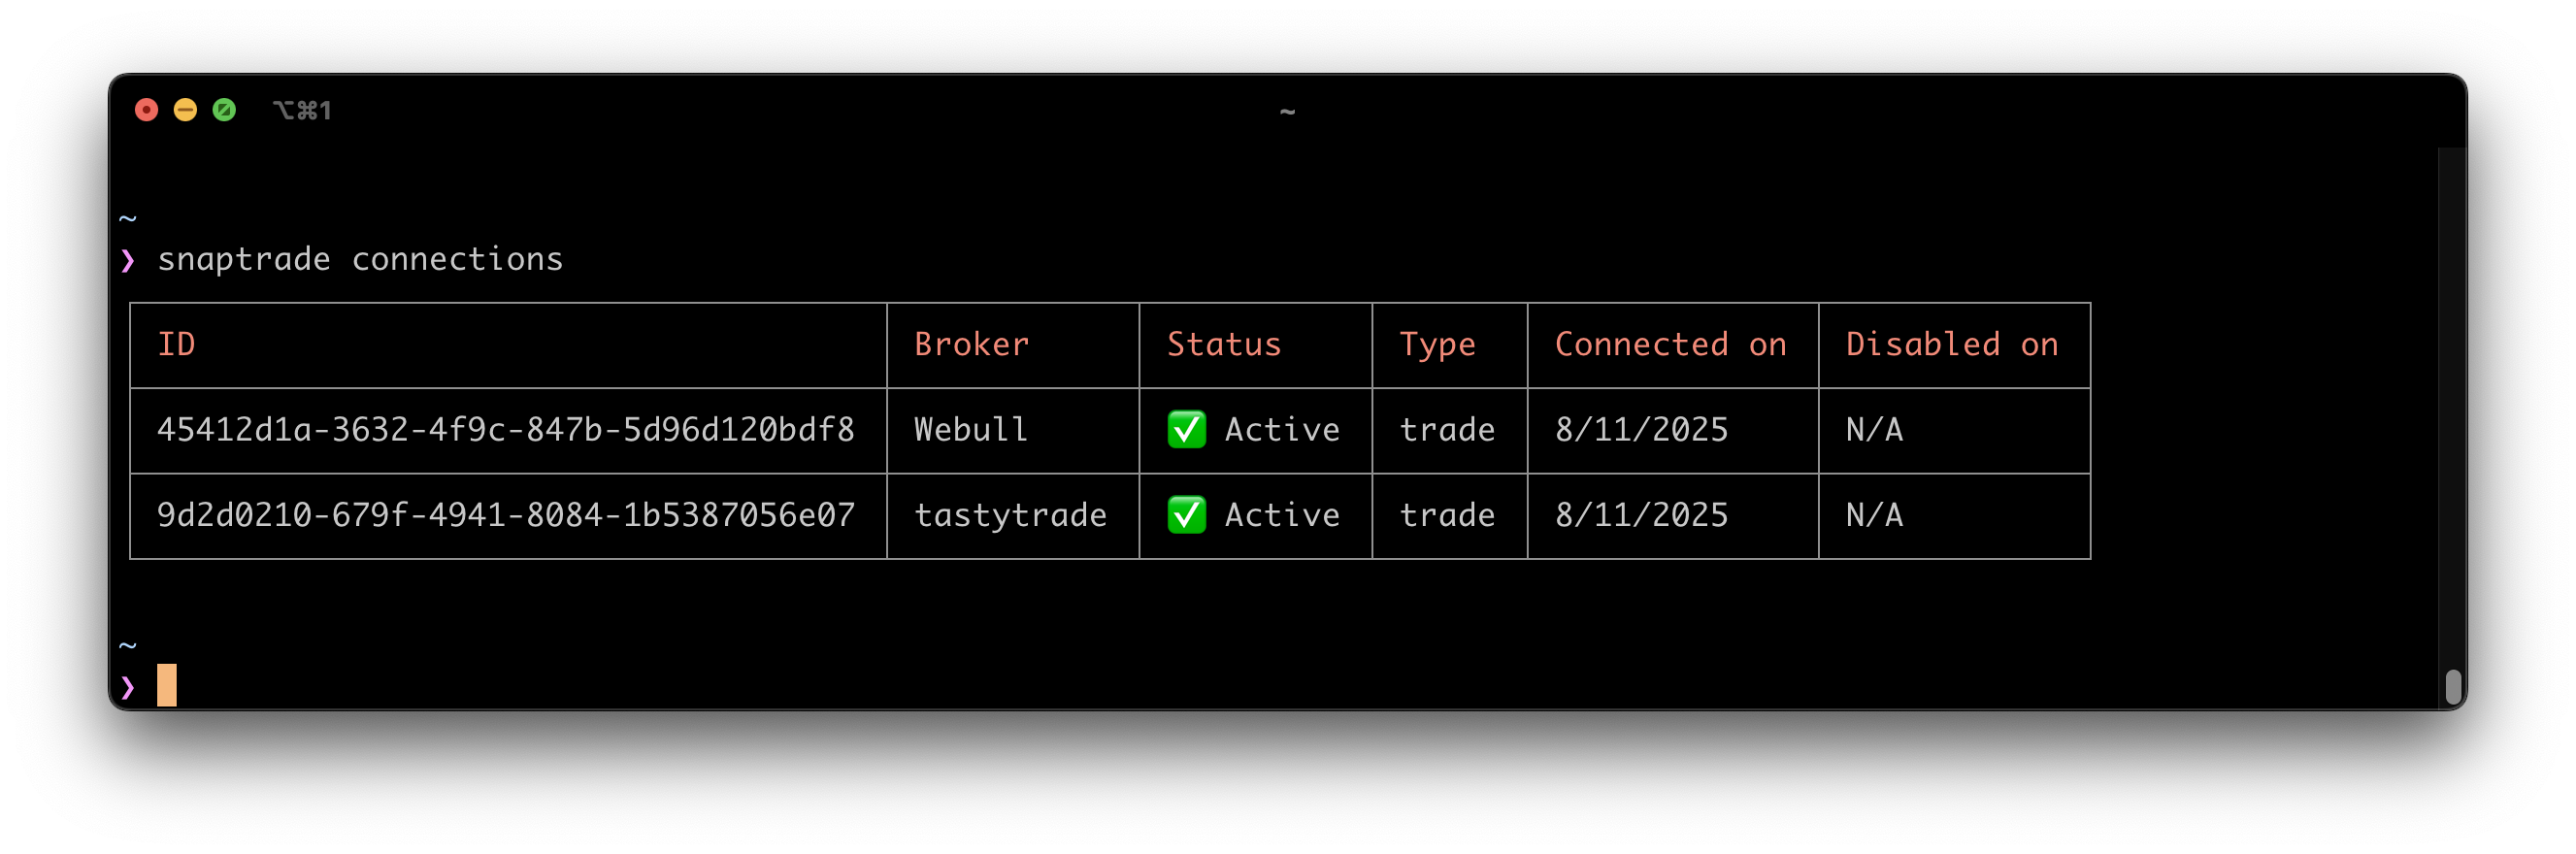 ⌥⌘1 ~
~
❯ snaptrade connections
ID Broker Status Type Connected on Disabled on
45412d1a-3632-4f9c-847b-5d96d120bdf8 Webull ✅ Active trade 8/11/2025 N/A
9d2d0210-679f-4941-8084-1b5387056e07 tastytrade ✅ Active trade 8/11/2025 N/A
~
❯